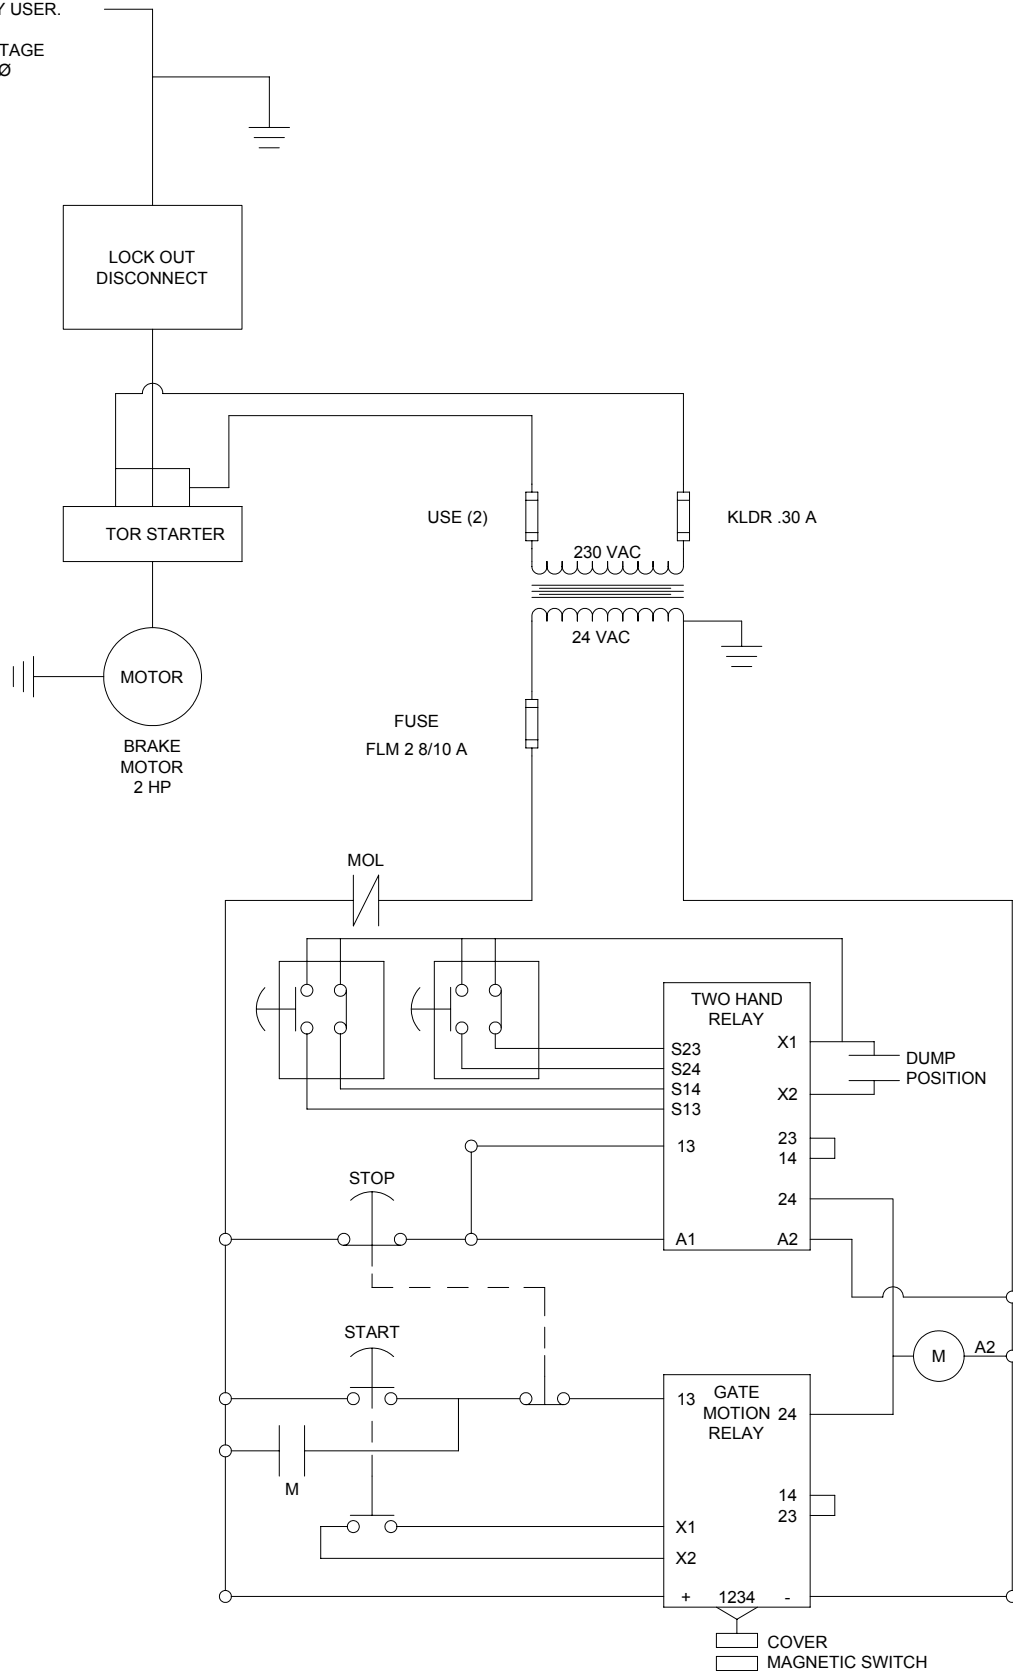 Y USER.
TAGE
Ø
LOCK OUT
DISCONNECT
TOR STARTER
USE (2)
KLDR .30 A
230 VAC
24 VAC
MOTOR
BRAKE
MOTOR
2 HP
FUSE
FLM 2 8/10 A
MOL
TWO HAND
RELAY
S23
S24
S14
S13
13
A1
X1
X2
23
14
24
A2
DUMP
POSITION
STOP
START
M
M
A2
GATE
MOTION
RELAY
13
24
14
23
X1
X2
+ 1234 -
COVER
MAGNETIC SWITCH